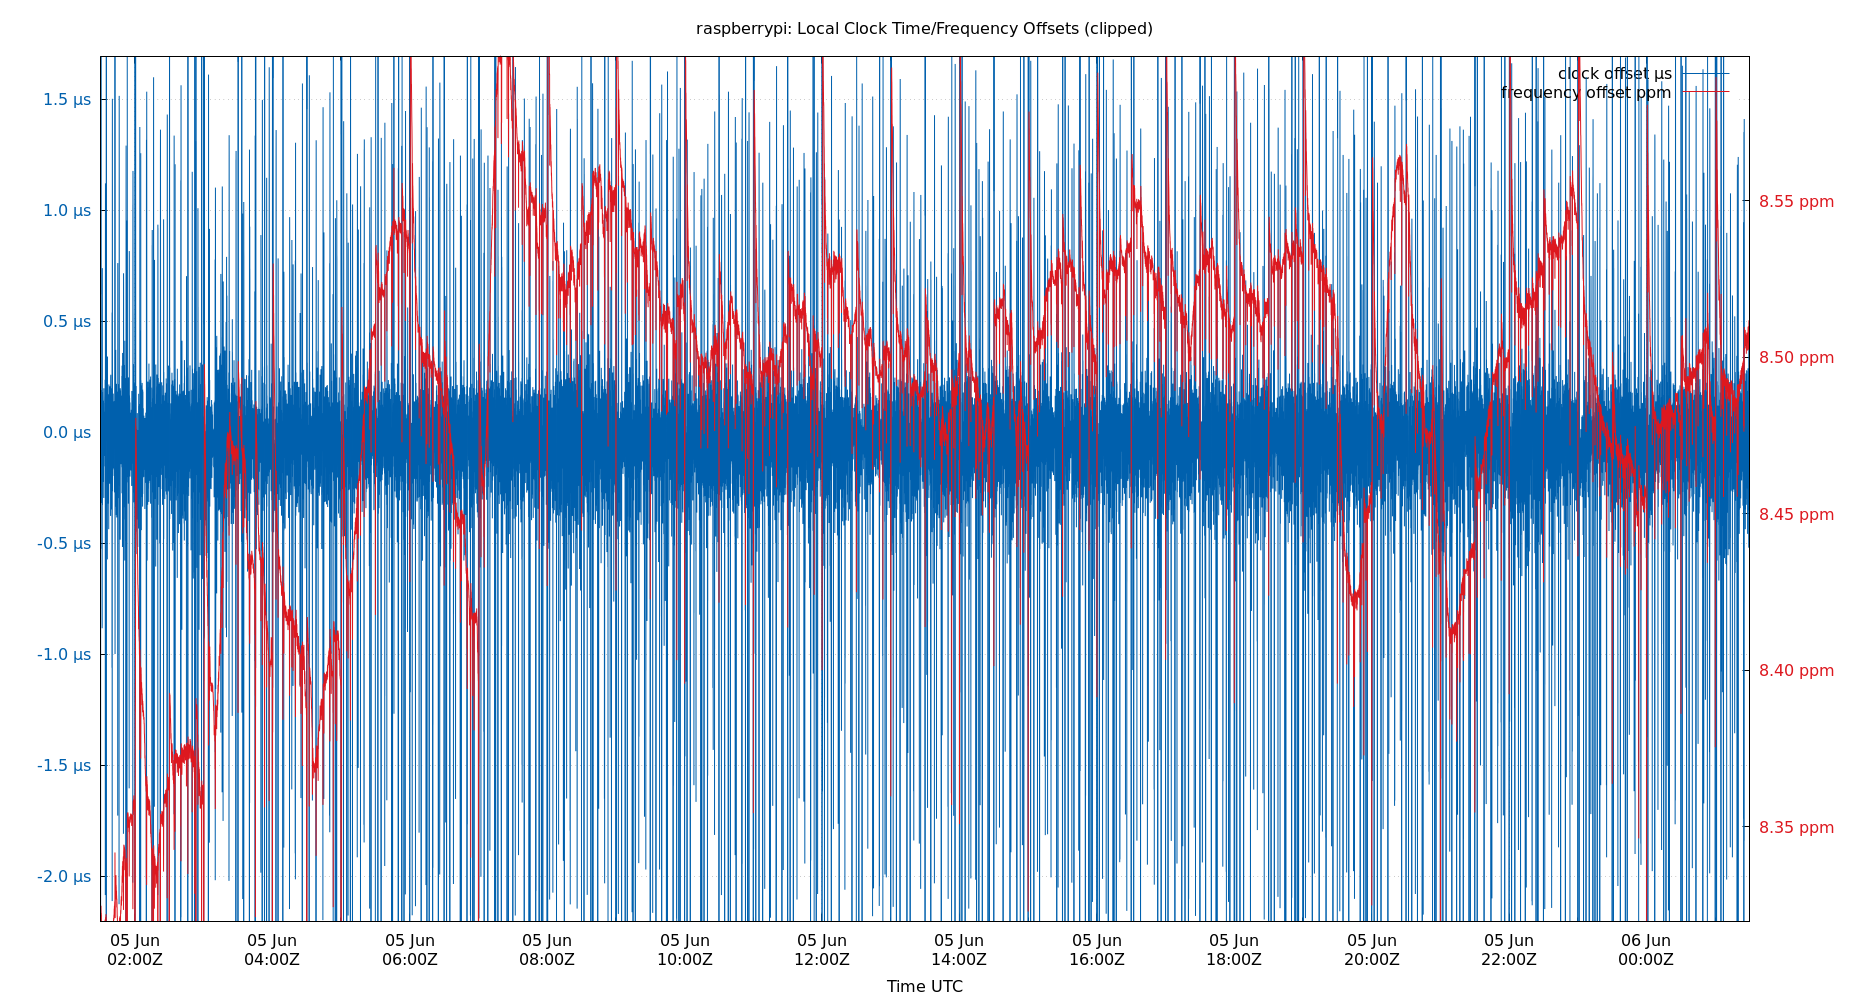 raspberrypi: Local Clock Time/Frequency Offsets (clipped)
clock offset µs
frequency offset ppm
1.5 µs
1.0 µs
0.5 µs
0.0 µs
-0.5 µs
-1.0 µs
-1.5 µs
-2.0 µs
8.55 ppm
8.50 ppm
8.45 ppm
8.40 ppm
8.35 ppm
05 Jun 05 Jun 05 Jun 05 Jun 05 Jun 05 Jun 05 Jun 05 Jun 05 Jun 05 Jun 05 Jun 06 Jun
02:00Z 04:00Z 06:00Z 08:00Z 10:00Z 12:00Z 14:00Z 16:00Z 18:00Z 20:00Z 22:00Z 00:00Z
Time UTC